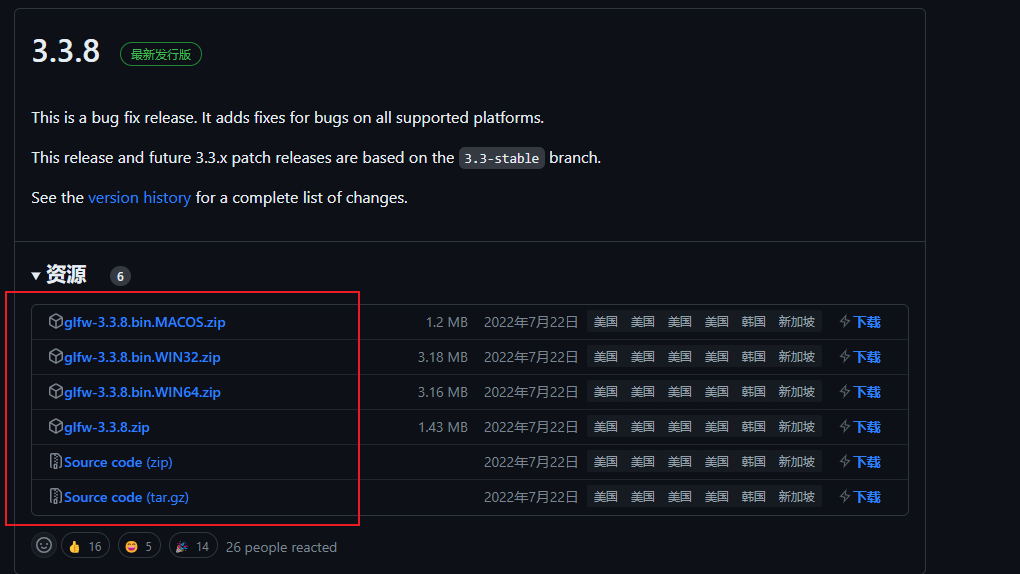 3.3.8 最新发行版
This is a bug fix release. It adds fixes for bugs on all supported platforms.
This release and future 3.3.x patch releases are based on the 3.3-stable branch.
See the version history for a complete list of changes.
资源 6
glfw-3.3.8.bin.MACOS.zip 1.2 MB 2022年7月22日 美国 美国 美国 美国 韩国 新加坡 下载
glfw-3.3.8.bin.WIN32.zip 3.18 MB 2022年7月22日 美国 美国 美国 美国 韩国 新加坡 下载
glfw-3.3.8.bin.WIN64.zip 3.16 MB 2022年7月22日 美国 美国 美国 美国 韩国 新加坡 下载
glfw-3.3.8.zip 1.43 MB 2022年7月22日 美国 美国 美国 美国 韩国 新加坡 下载
Source code (zip) 2022年7月22日 美国 美国 美国 美国 韩国 新加坡 下载
Source code (tar.gz) 2022年7月22日 美国 美国 美国 美国 韩国 新加坡 下载
16 5 14 26 people reacted